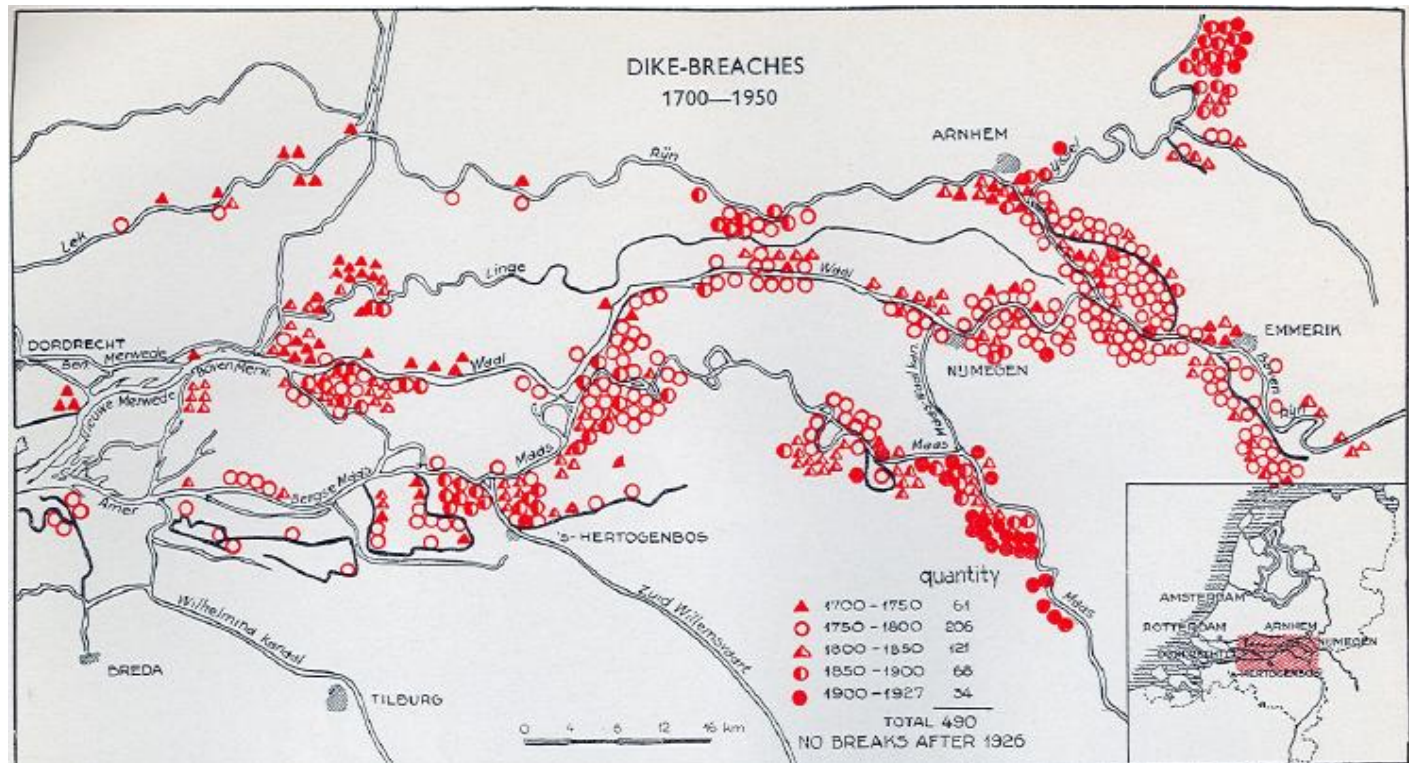 DIKE-BREACHES
1700—1950
ARNHEM
Rijn
IJssel
Lek
Linge
Waal
DORDRECHT
Ben. Merwede
Boven Merw.
Nieuwe Merwede
Waal
EMMERIK
NIJMEGEN
Boven
Rijn
Maas
Maas
Bergse Maas
Amer
's-HERTOGENBOS
Wilhelmina Kanaal
Zuid Willemsvaart
Maas
BREDA
TILBURG
quantity
1700-1750 61
1750-1800 206
1800-1850 121
1850-1900 68
1900-1927 34
TOTAL 490
NO BREAKS AFTER 1926
0 4 8 12 16 km
AMSTERDAM
ROTTERDAM
ARNHEM
NIJMEGEN
HERTOGENBOS